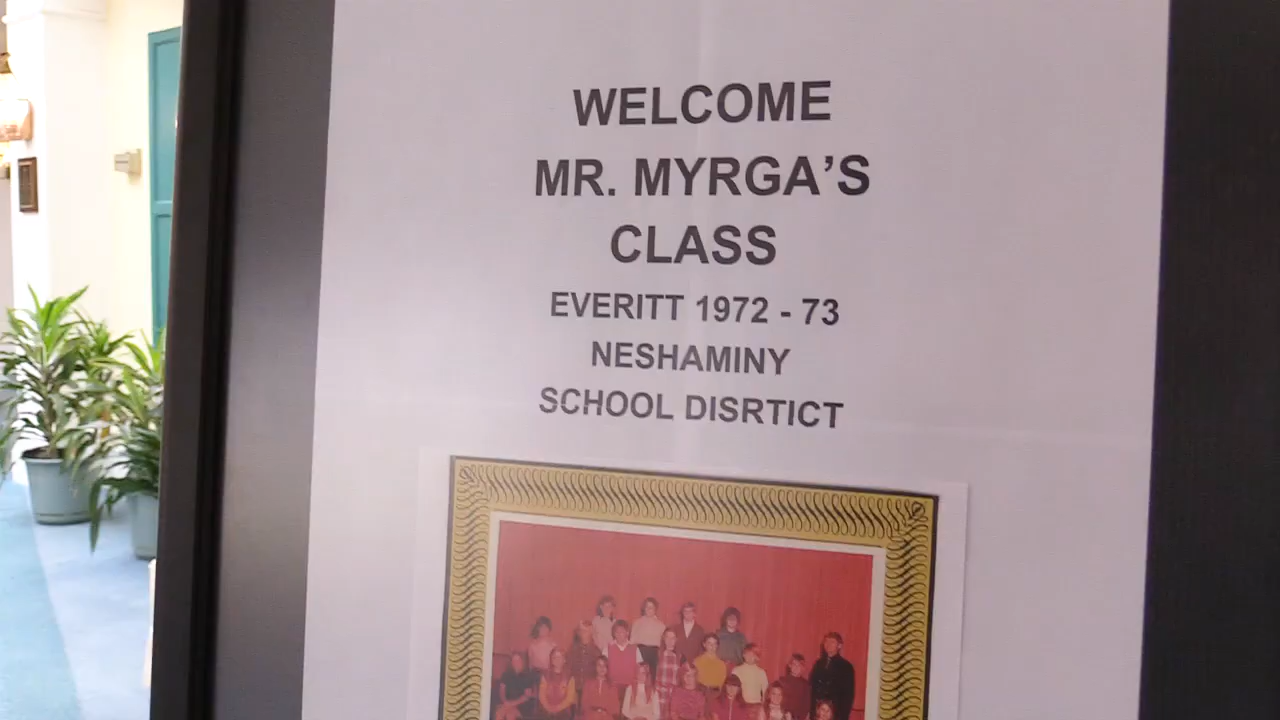 WELCOME
MR. MYRGA'S
CLASS
EVERITT 1972 - 73
NESHAMINY
SCHOOL DISRTICT